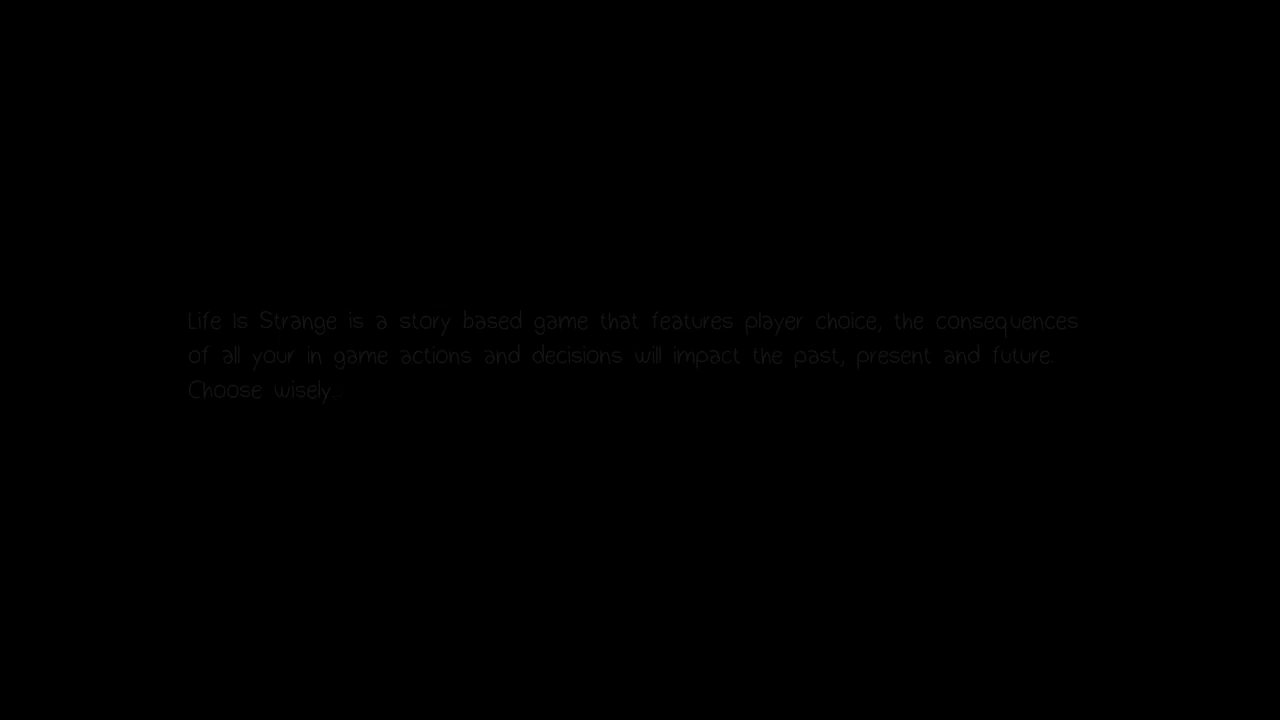 Life Is Strange is a story based game that features player choice, the consequences
of all your in game actions and decisions will impact the past, present and future.
Choose wisely...